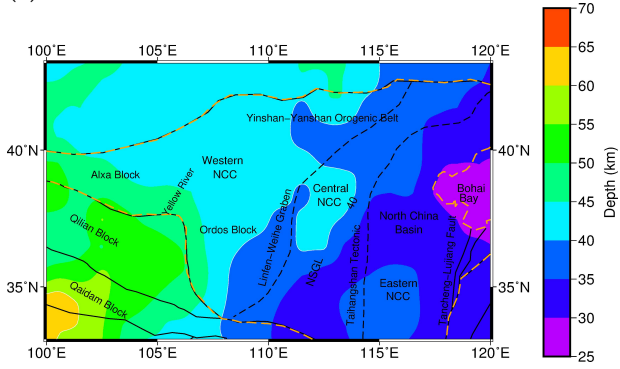 100°E 105°E 110°E 115°E 120°E
70
65
60
55
50
45
40
35
30
25
Depth (km)
40°N 40°N
35°N 35°N
Yinshan−Yanshan Orogenic Belt
Western
NCC
Alxa Block
Yellow River
Central
NCC
40
Bohai
Bay
Qilian Block
Ordos Block
Linfen−Weihe Graben
North China
Basin
NSGL
Taihangshan Tectonic
Tancheng−Lujiang Fault
Qaidam Block
Eastern
NCC
100°E 105°E 110°E 115°E 120°E